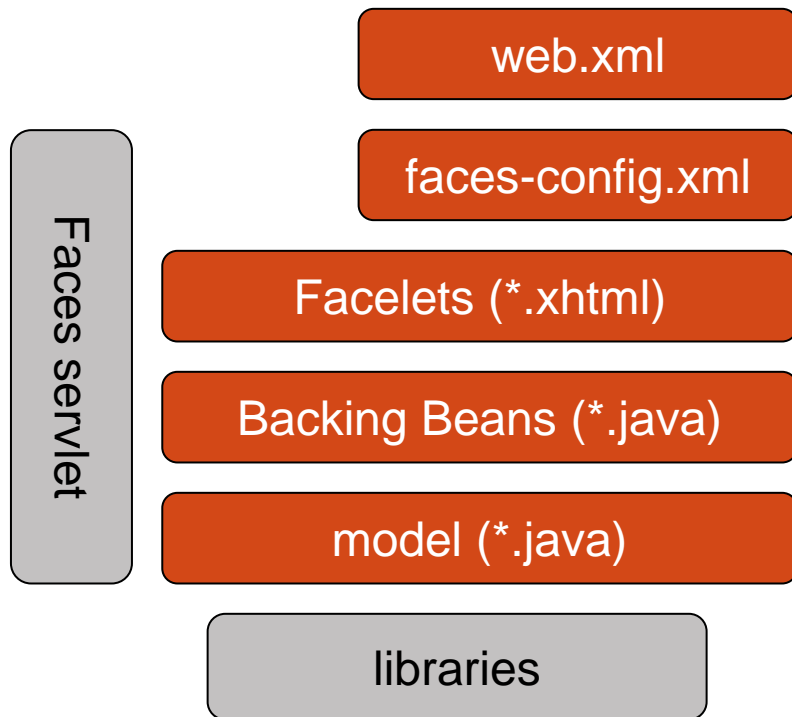 web.xml
faces-config.xml
Faces servlet
Facelets (*.xhtml)
Backing Beans (*.java)
model (*.java)
libraries